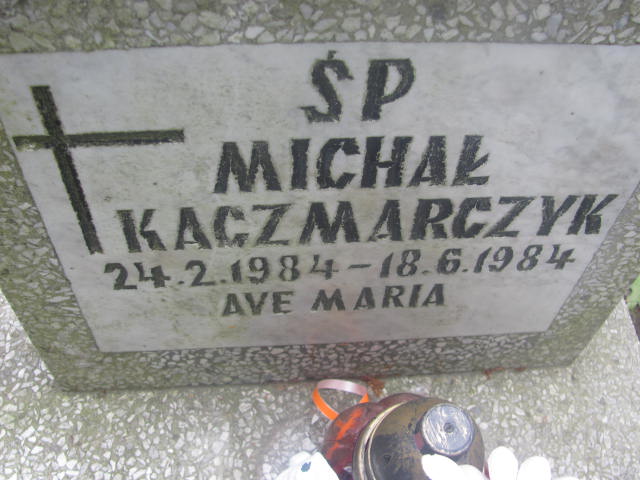 ŚP
MICHAŁ
KACZMARCZYK
24.2.1984-18.6.1984
AVE MARIA